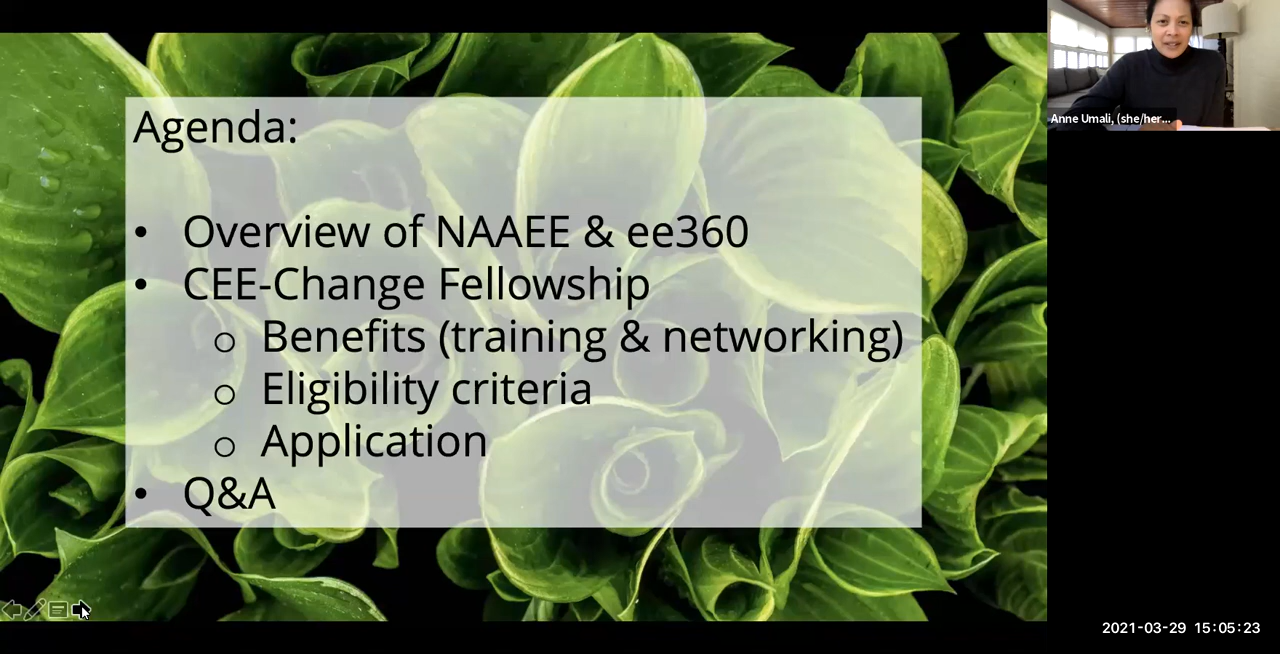 Agenda:
• Overview of NAAEE & ee360
• CEE-Change Fellowship
o Benefits (training & networking)
o Eligibility criteria
o Application
• Q&A
Anne Umali, (she/her...
2021-03-29 15:05:23